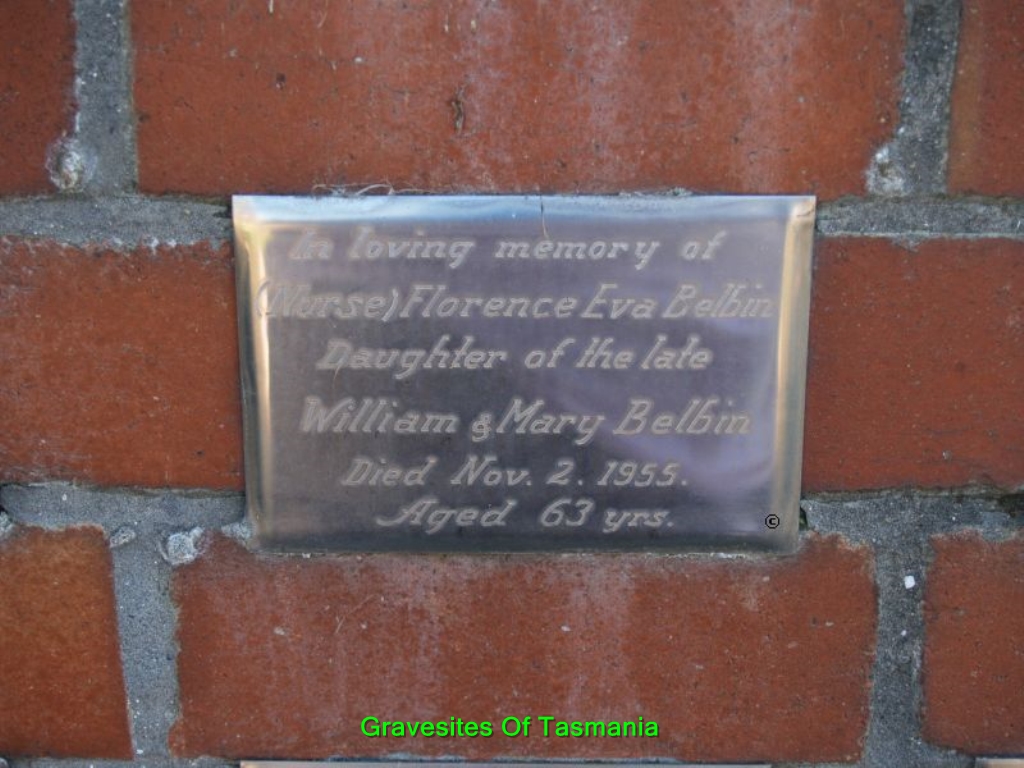 In loving memory of
(Nurse) Florence Eva Belbin
Daughter of the late
William & Mary Belbin
Died Nov. 2. 1955.
Aged 63 yrs.
©
Gravesites Of Tasmania